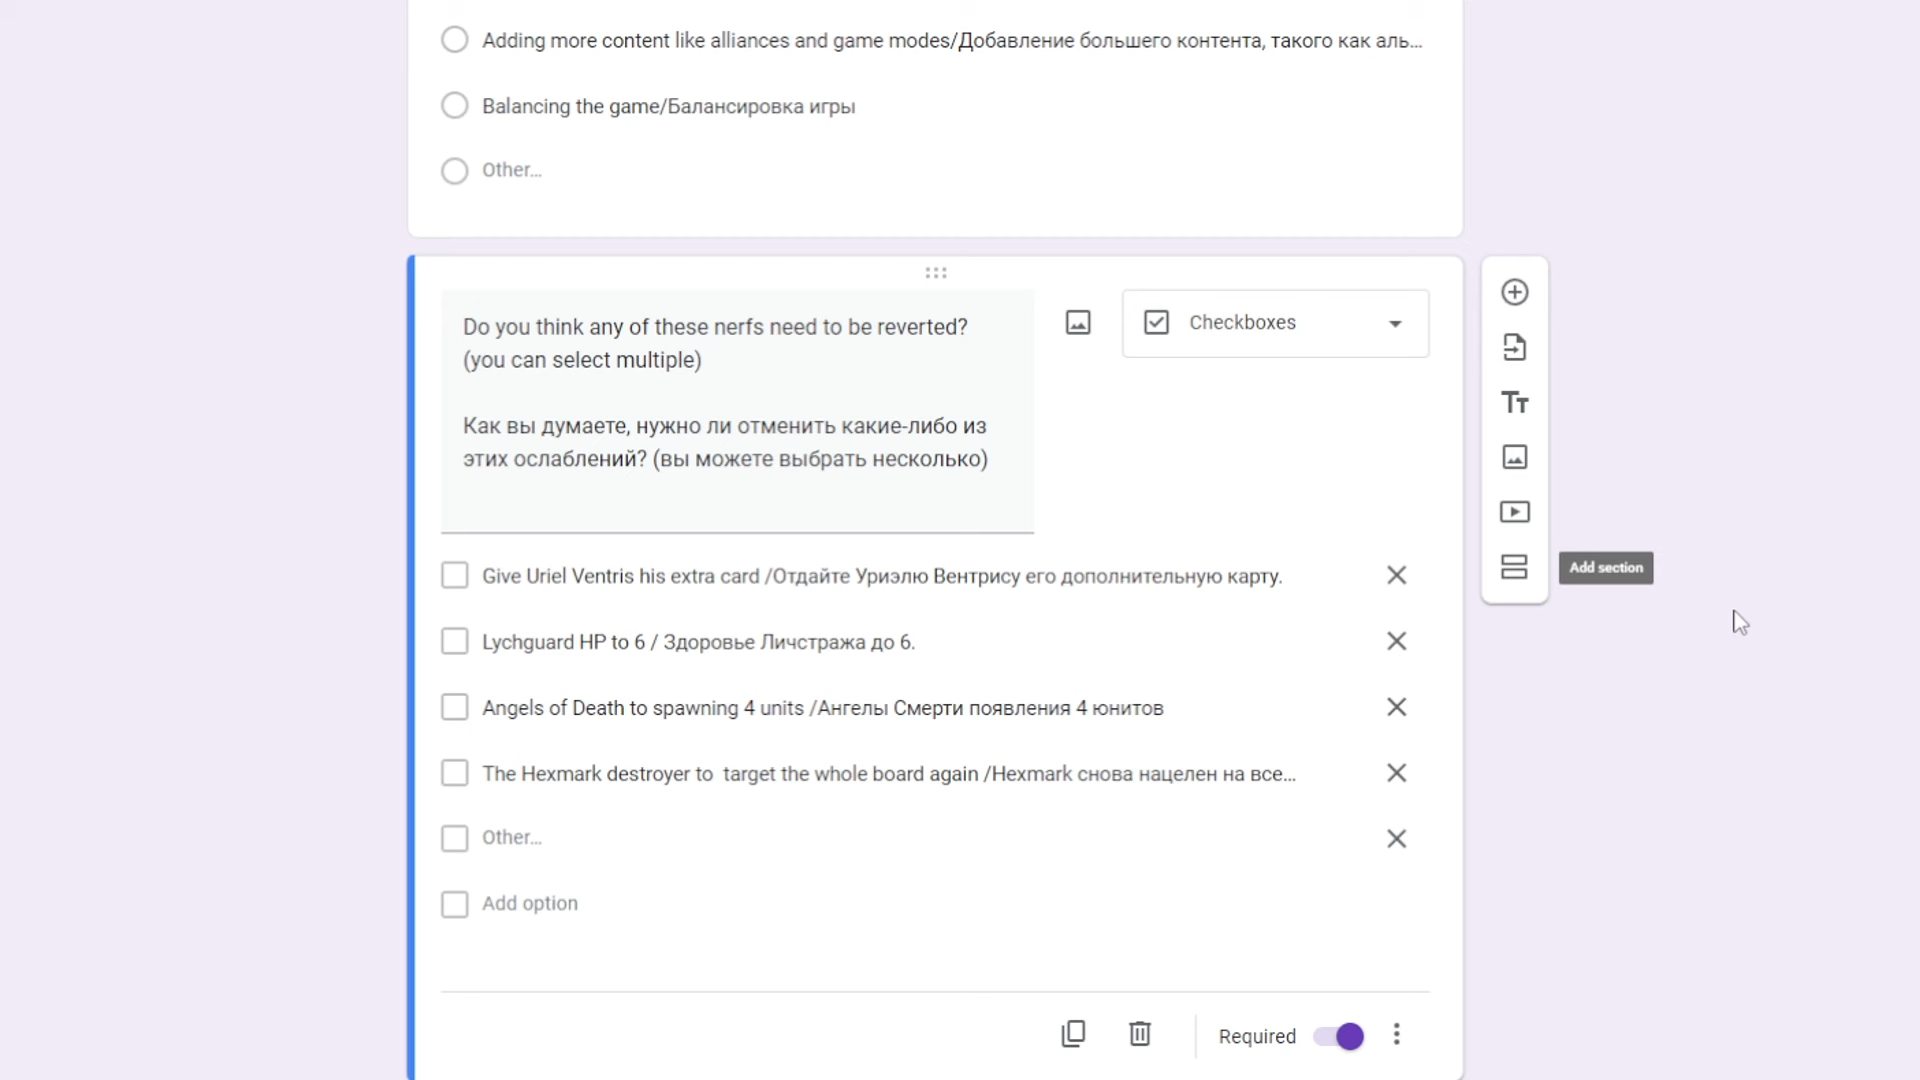 Adding more content like alliances and game modes/Добавление большего контента, такого как аль...
Balancing the game/Балансировка игры
Other...
Do you think any of these nerfs need to be reverted?
(you can select multiple)
Checkboxes
Как вы думаете, нужно ли отменить какие-либо из
этих ослаблений? (вы можете выбрать несколько)
Give Uriel Ventris his extra card /Отдайте Уриэлю Вентрису его дополнительную карту.
Add section
Lychguard HP to 6 / Здоровье Личстража до 6.
Angels of Death to spawning 4 units /Ангелы Смерти появления 4 юнитов
The Hexmark destroyer to  target the whole board again /Hexmark снова нацелен на все...
Other...
Add option
Required